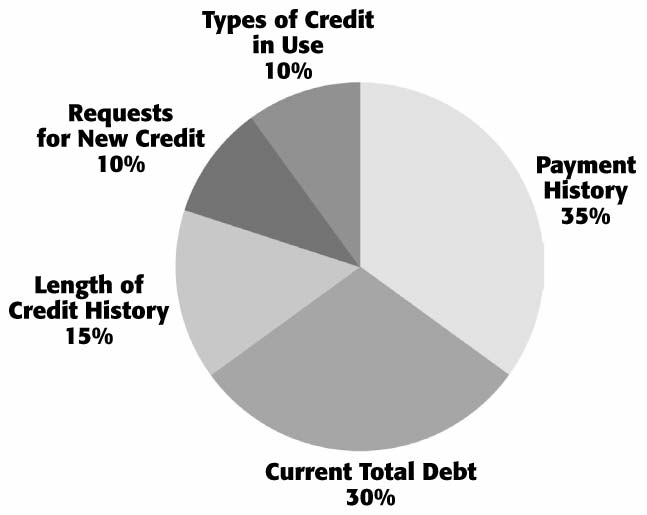 Types of Credit
in Use
10%
Requests
for New Credit
10%
Payment
History
35%
Length of
Credit History
15%
Current Total Debt
30%